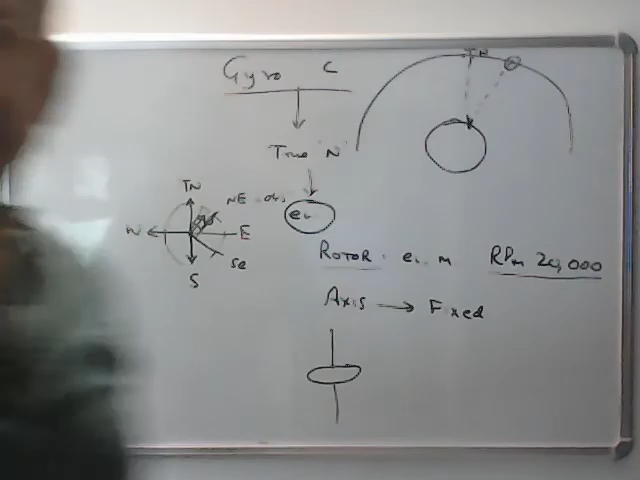 Gyro C
TN
True N
TN
NE
W
E
Se
S
ROTOR : e. m RPm 20,000
Axis → Fixed